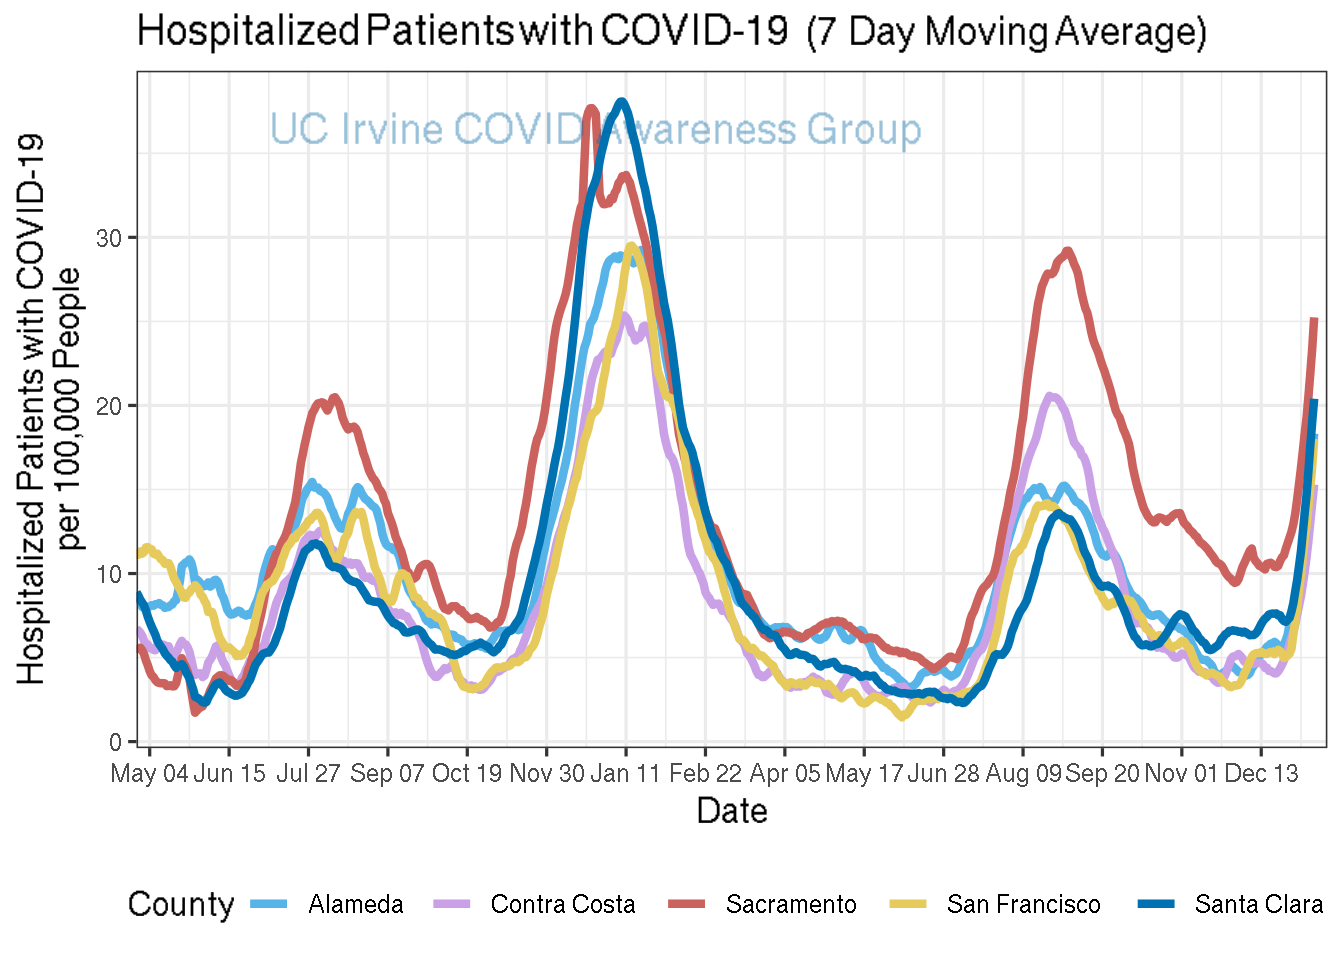 Hospitalized Patients with COVID-19 (7 Day Moving Average)
UC Irvine COVID Awareness Group
Hospitalized Patients with COVID-19
per 100,000 People
30
20
10
0
May 04 Jun 15 Jul 27 Sep 07 Oct 19 Nov 30 Jan 11 Feb 22 Apr 05 May 17 Jun 28 Aug 09 Sep 20 Nov 01 Dec 13
Date
County Alameda Contra Costa Sacramento San Francisco Santa Clara